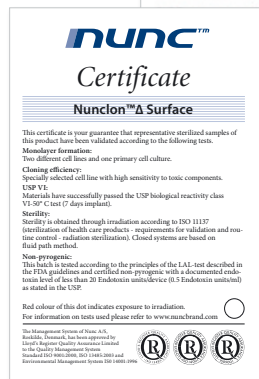 nunc™
Certificate
Nunclon™Δ Surface
This certificate is your guarantee that representative sterilized samples of
this product have been validated according to the following tests.
Monolayer formation:
Two different cell lines and one primary cell culture.
Cloning efficiency:
Specially selected cell line with high sensitivity to toxic components.
USP VI:
Materials have successfully passed the USP biological reactivity class
VI-50° C test (7 days implant).
Sterility:
Sterility is obtained through irradiation according to ISO 11137
(sterilization of health care products - requirements for validation and rou-
tine control - radiation sterilization). Closed systems are based on
fluid path method.
Non-pyrogenic:
This batch is tested according to the principles of the LAL-test described in
the FDA guidelines and certified non-pyrogenic with a documented endo-
toxin level of less than 20 Endotoxin units/device (0.5 Endotoxin units/ml)
as stated in the USP.
Red colour of this dot indicates exposure to irradiation.
For information on tests used please refer to www.nuncbrand.com
The Management System of Nunc A/S,
Roskilde, Denmark, has been approved by
Lloyd's Register Quality Assurance Limited
to the Quality Management System
Standard ISO 9001:2000, ISO 13485:2003 and
Environmental Management System IS0 14001:1996